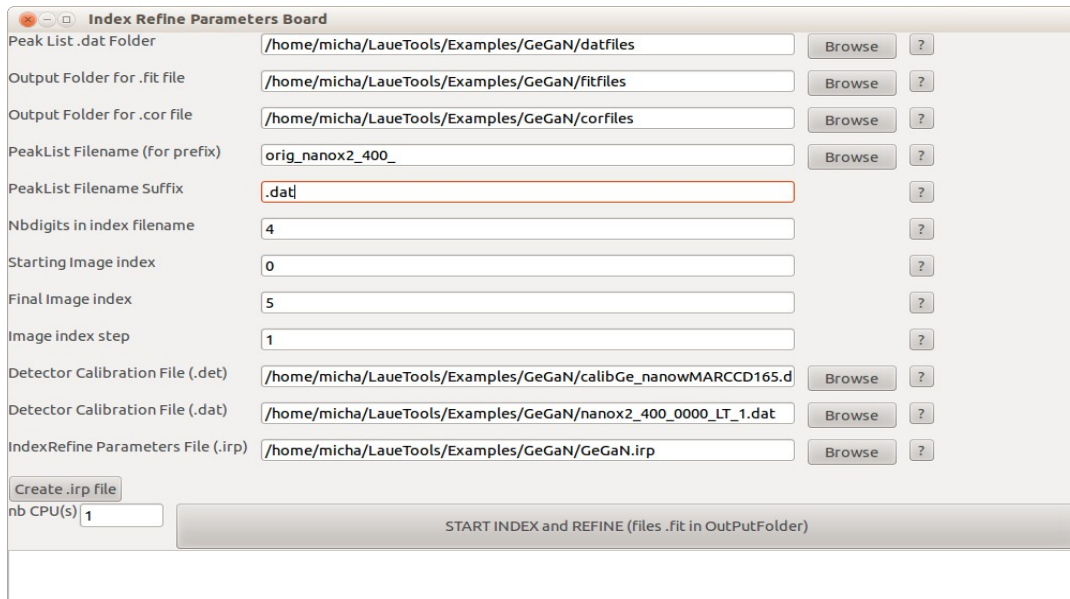 Index Refine Parameters Board
Peak List .dat Folder /home/micha/LaueTools/Examples/GeGaN/datfiles Browse ?
Output Folder for .fit file /home/micha/LaueTools/Examples/GeGaN/fitfiles Browse ?
Output Folder for .cor file /home/micha/LaueTools/Examples/GeGaN/corfiles Browse ?
PeakList Filename (for prefix) orig_nanox2_400_ Browse ?
PeakList Filename Suffix .dat ?
Nbdigits in index filename 4 ?
Starting Image index 0 ?
Final Image index 5 ?
Image index step 1 ?
Detector Calibration File (.det) /home/micha/LaueTools/Examples/GeGaN/calibGe_nanowMARCCD165.d Browse ?
Detector Calibration File (.dat) /home/micha/LaueTools/Examples/GeGaN/nanox2_400_0000_LT_1.dat Browse ?
IndexRefine Parameters File (.irp) /home/micha/LaueTools/Examples/GeGaN/GeGaN.irp Browse ?
Create .irp file
nb CPU(s) 1 START INDEX and REFINE (files .fit in OutPutFolder)